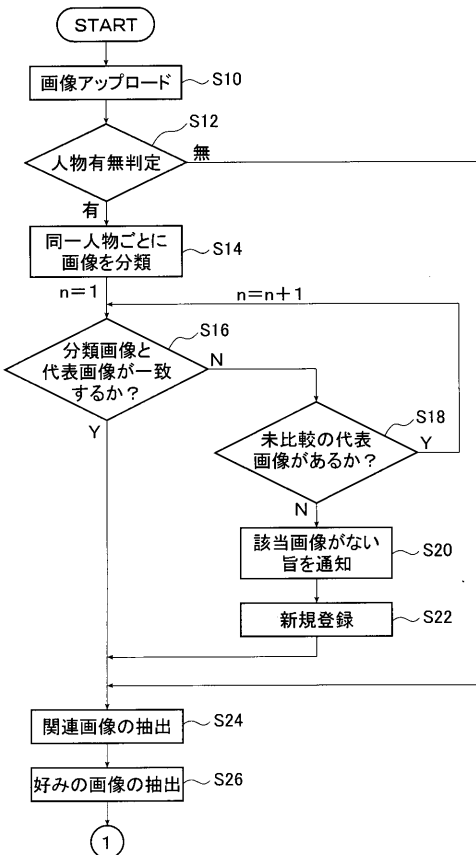 START
画像アップロード
S10
S12
人物有無判定
無
有
同一人物ごとに
画像を分類
S14
n=1
n=n+1
S16
分類画像と
代表画像が一致
するか?
N
Y
S18
未比較の代表
画像があるか?
Y
N
該当画像がない
旨を通知
S20
新規登録
S22
関連画像の抽出
S24
好みの画像の抽出
S26
1